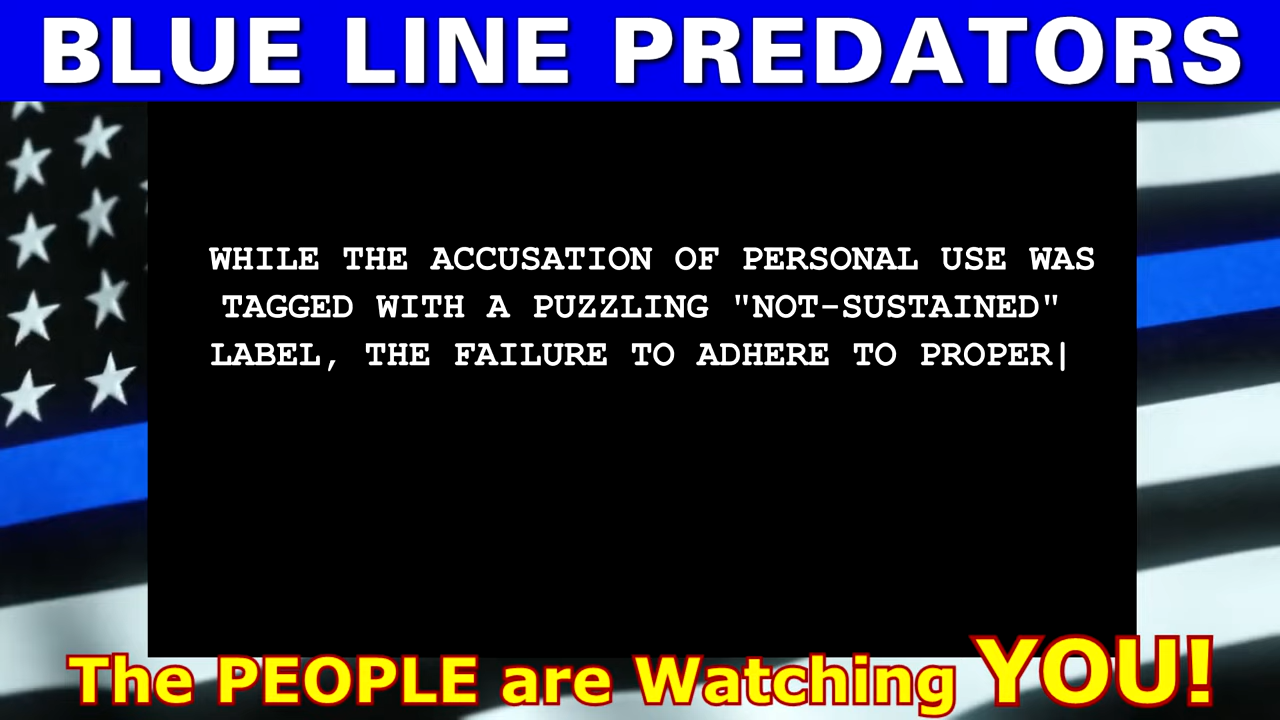 BLUE LINE PREDATORS
WHILE THE ACCUSATION OF PERSONAL USE WAS
TAGGED WITH A PUZZLING "NOT-SUSTAINED"
LABEL, THE FAILURE TO ADHERE TO PROPER|
The PEOPLE are Watching YOU!